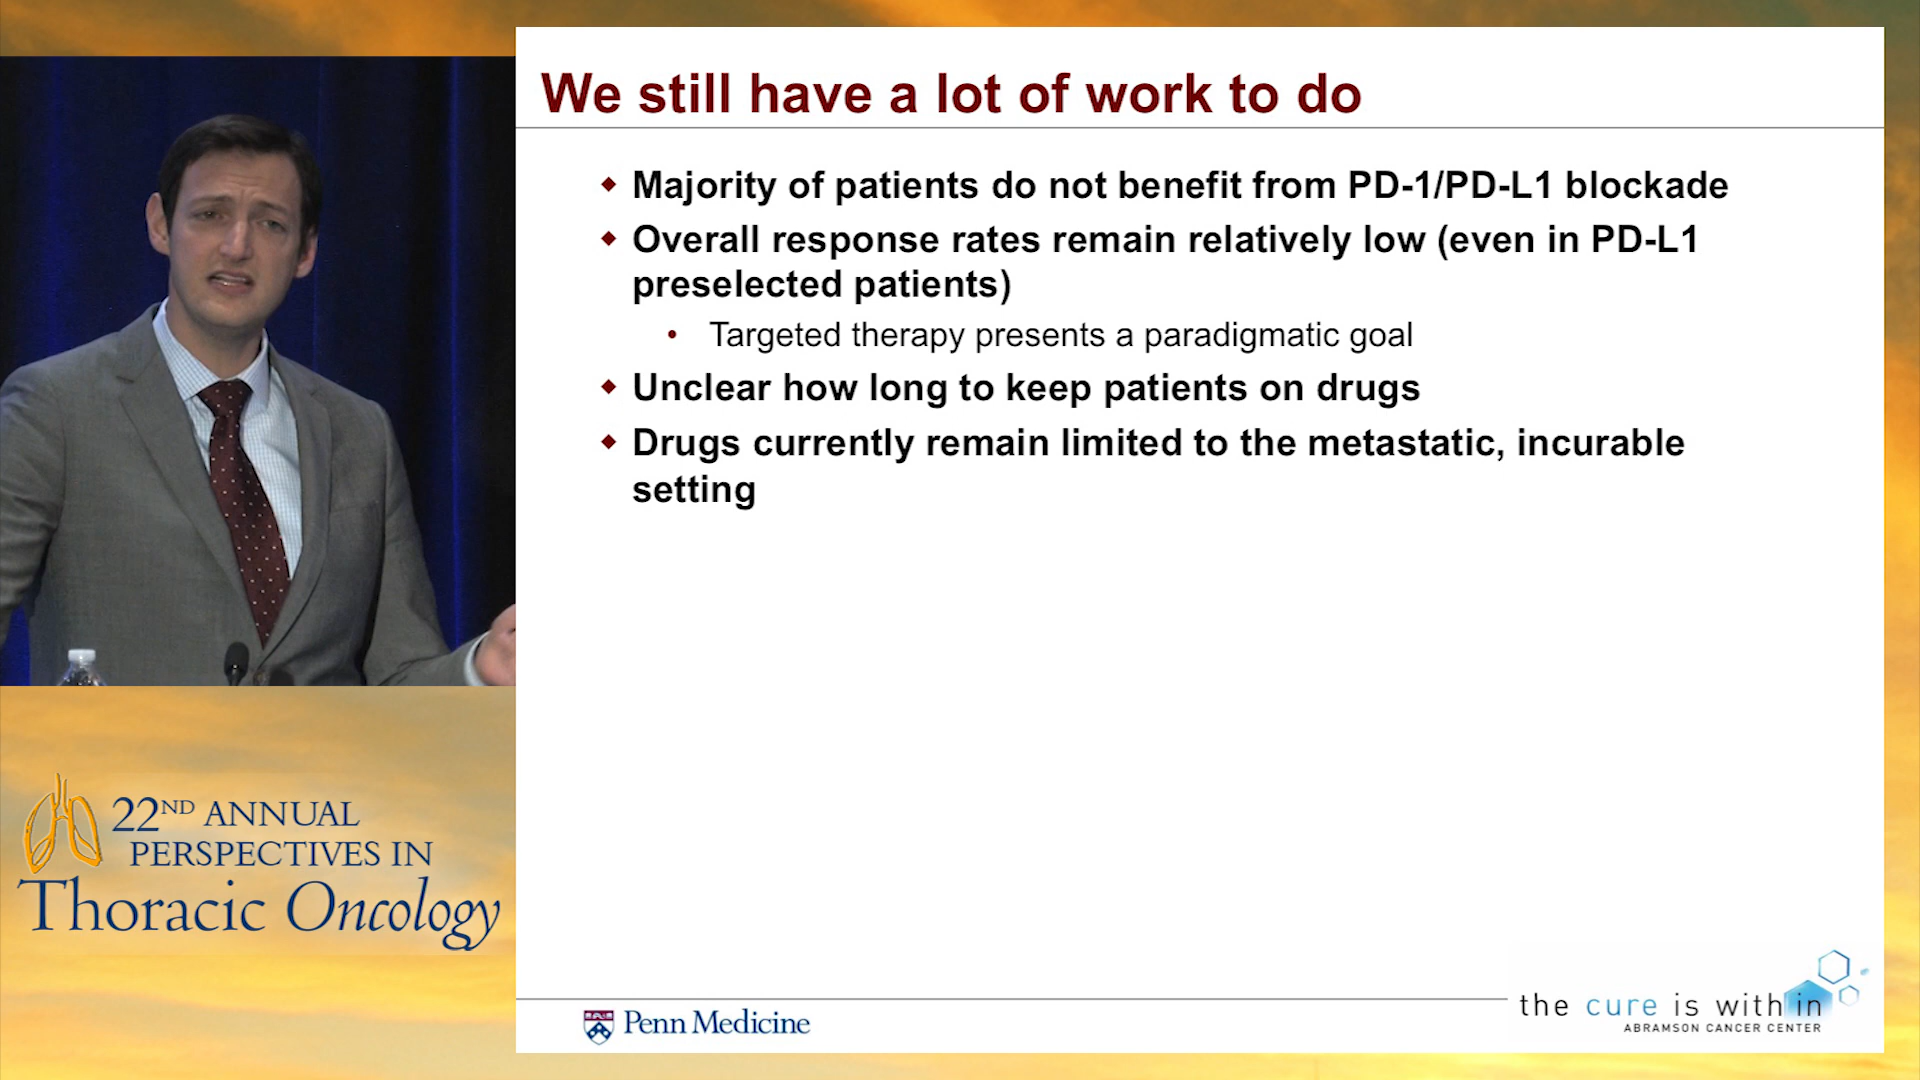 We still have a lot of work to do
Majority of patients do not benefit from PD-1/PD-L1 blockade
Overall response rates remain relatively low (even in PD-L1
preselected patients)
Targeted therapy presents a paradigmatic goal
Unclear how long to keep patients on drugs
Drugs currently remain limited to the metastatic, incurable
setting
22ND ANNUAL
PERSPECTIVES IN
Thoracic Oncology
Penn Medicine
the cure is within
ABRAMSON CANCER CENTER